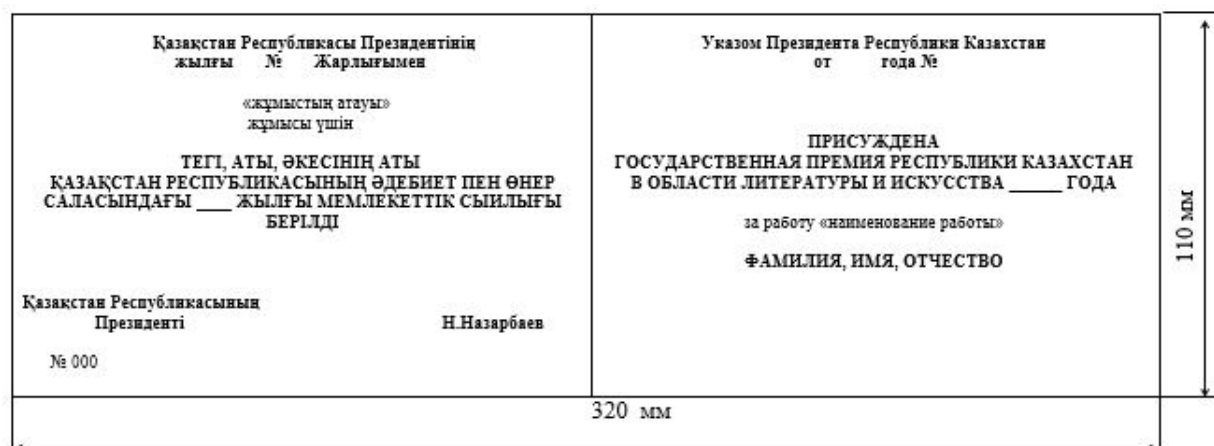 Қазақстан Республикасы Президентінің
жылғы № Жарлығымен
«жұмыстың атауы»
жұмысы үшін
ТЕГІ, АТЫ, ӘКЕСІНІҢ АТЫ
ҚАЗАҚСТАН РЕСПУБЛИКАСЫНЫҢ ӘДЕБИЕТ ПЕН ӨНЕР
САЛАСЫНДАҒЫ ____ ЖЫЛҒЫ МЕМЛЕКЕТТІК СЫЙЛЫҒЫ
БЕРІЛДІ
Қазақстан Республикасының
Президенті Н.Назарбаев
№ 000
Указом Президента Республики Казахстан
от года №
ПРИСУЖДЕНА
ГОСУДАРСТВЕННАЯ ПРЕМИЯ РЕСПУБЛИКИ КАЗАХСТАН
В ОБЛАСТИ ЛИТЕРАТУРЫ И ИСКУССТВА ______ ГОДА
за работу «наименование работы»
ФАМИЛИЯ, ИМЯ, ОТЧЕСТВО
110 мм
320 мм